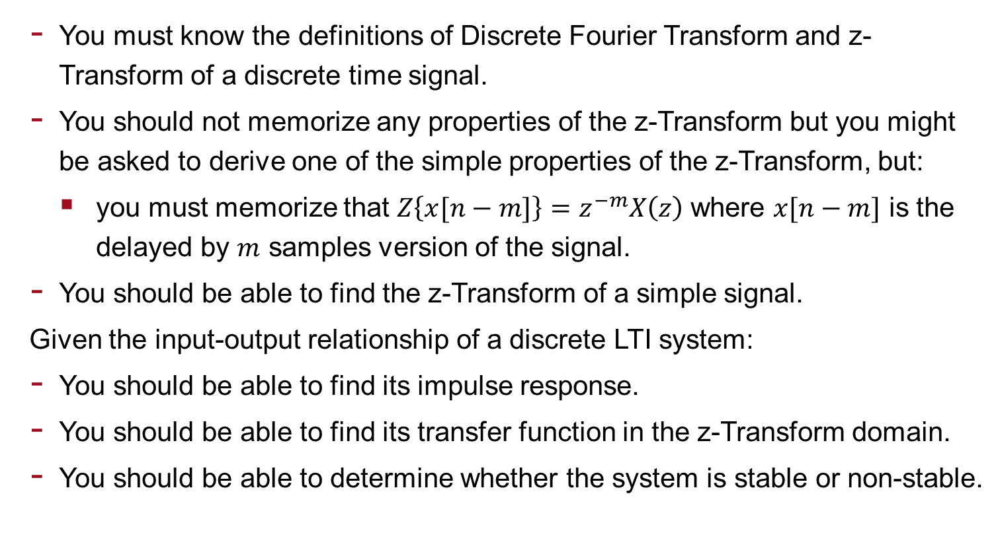 - You must know the definitions of Discrete Fourier Transform and z-
Transform of a discrete time signal.
- You should not memorize any properties of the z-Transform but you might
be asked to derive one of the simple properties of the z-Transform, but:
▪ you must memorize that 𝑍{𝑥[𝑛 − 𝑚]} = 𝑧⁻ᵐ𝑋(𝑧) where 𝑥[𝑛 − 𝑚] is the
delayed by 𝑚 samples version of the signal.
- You should be able to find the z-Transform of a simple signal.
Given the input-output relationship of a discrete LTI system:
- You should be able to find its impulse response.
- You should be able to find its transfer function in the z-Transform domain.
- You should be able to determine whether the system is stable or non-stable.